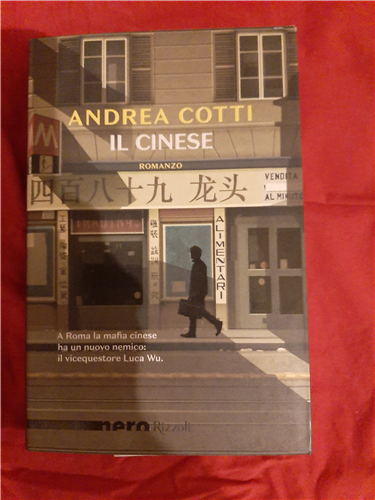 ANDREA COTTI
IL CINESE
ROMANZO
M
四百八十九 龙头
VENDITA
AL MINUTO
ALIMENTARI
A Roma la mafia cinese
ha un nuovo nemico:
il vicequestore Luca Wu.
nero Rizzoli